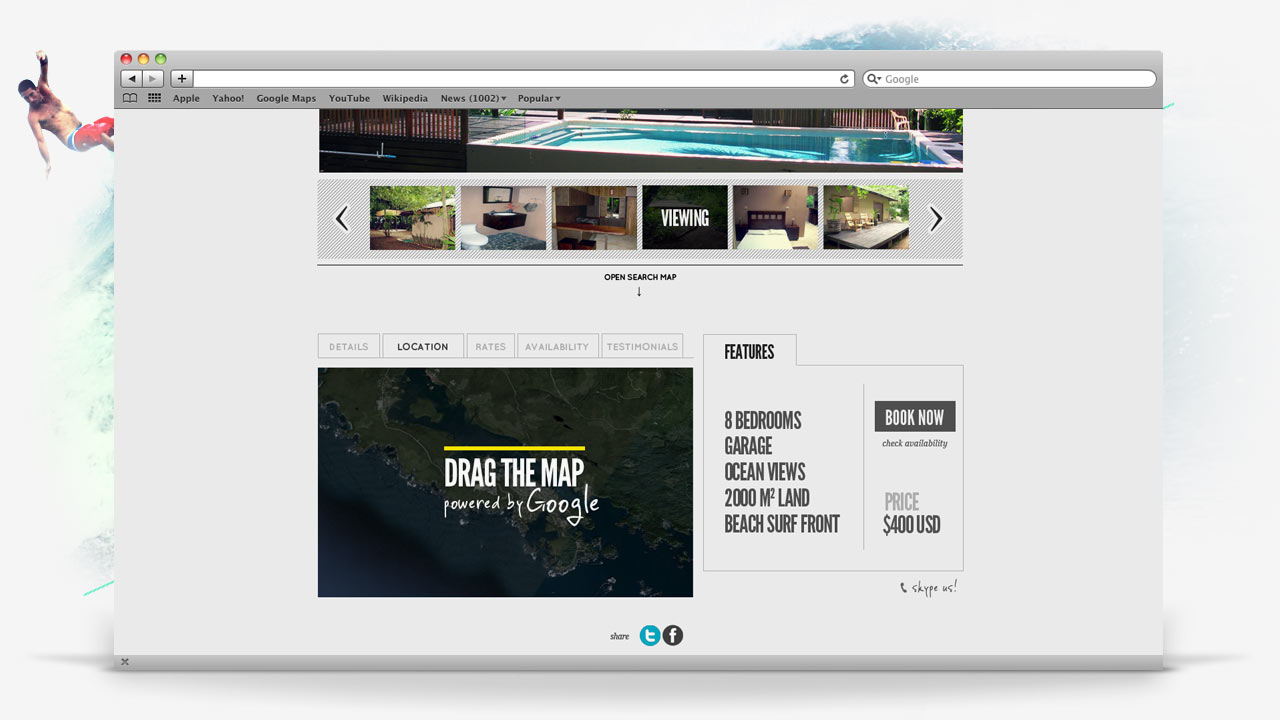 Google
Apple Yahoo! Google Maps YouTube Wikipedia News (1002) Popular
VIEWING
OPEN SEARCH MAP
↓
DETAILS LOCATION RATES AVAILABILITY TESTIMONIALS
FEATURES
8 BEDROOMS
GARAGE
OCEAN VIEWS
2000 M² LAND
BEACH SURF FRONT
BOOK NOW
check availability
PRICE
$400 USD
DRAG THE MAP
powered by Google
skype us!
share t f